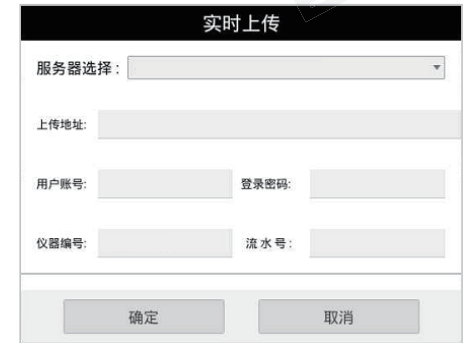 实时上传
服务器选择：
上传地址:
用户账号: 登录密码:
仪器编号: 流水号:
确定 取消